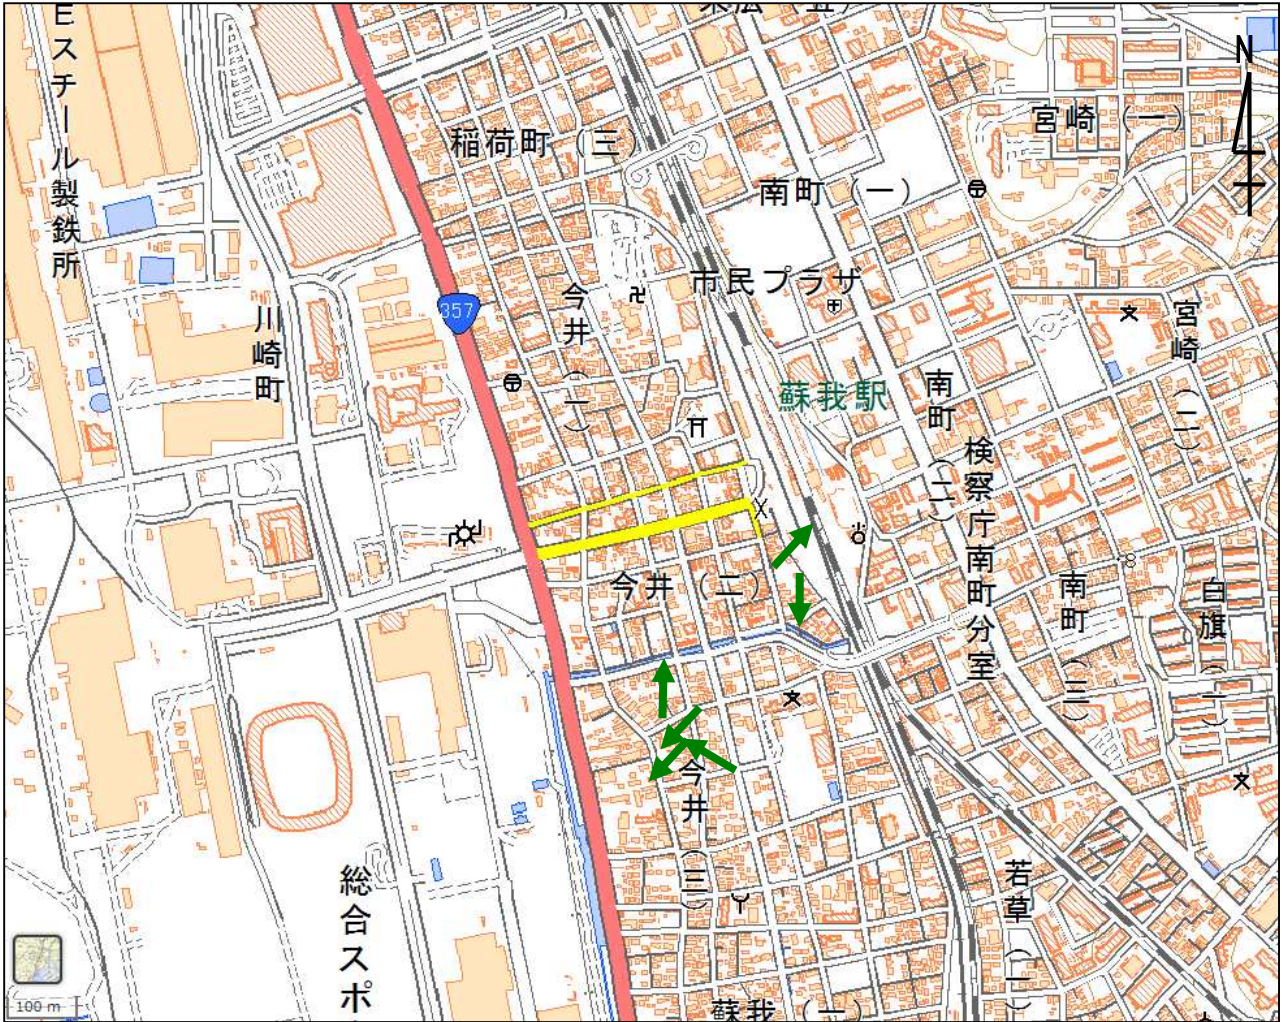 Eスチール製鉄所
N
宮崎(一)
稲荷町(三)
南町(一)
市民プラザ
今井(一)
357
川崎町
宮崎(二)
蘇我駅
南町(二)
検察庁南町分室
今井(二)
南町(三)
白旗(一)
今井(三)
総合スポ
若草(一)
蘇我(一)
100 m